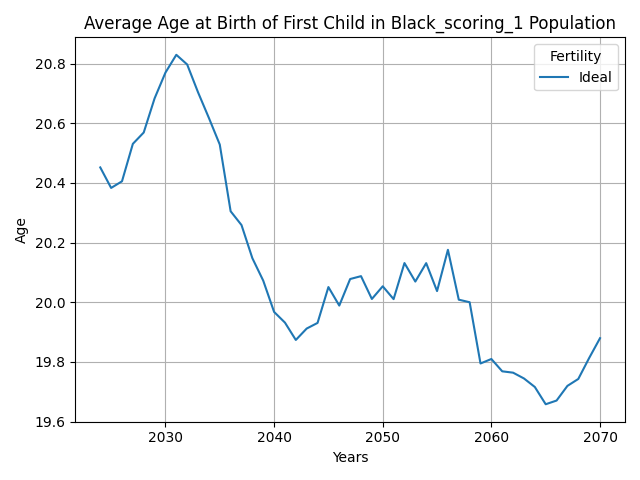 Average Age at Birth of First Child in Black_scoring_1 Population
Fertility
Ideal
Age
20.8
20.6
20.4
20.2
20.0
19.8
19.6
2030 2040 2050 2060 2070
Years